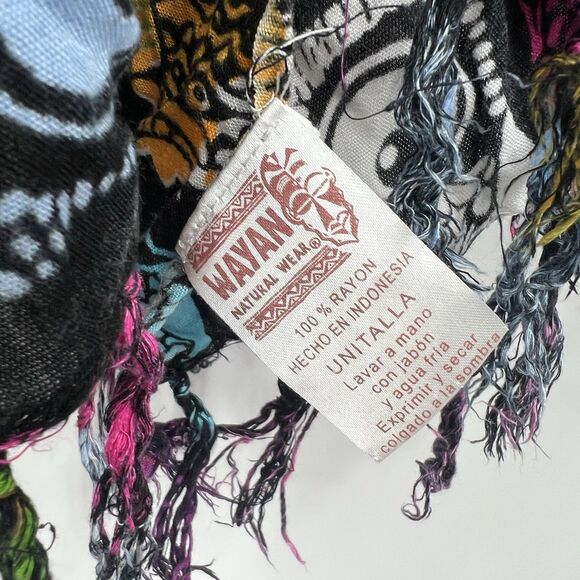 WAYAN
NATURAL WEAR®
100 % RAYON
HECHO EN INDONESIA
UNITALLA
Lavar a mano
con jabón
y agua fría
Exprimir y secar
colgado a la sombra